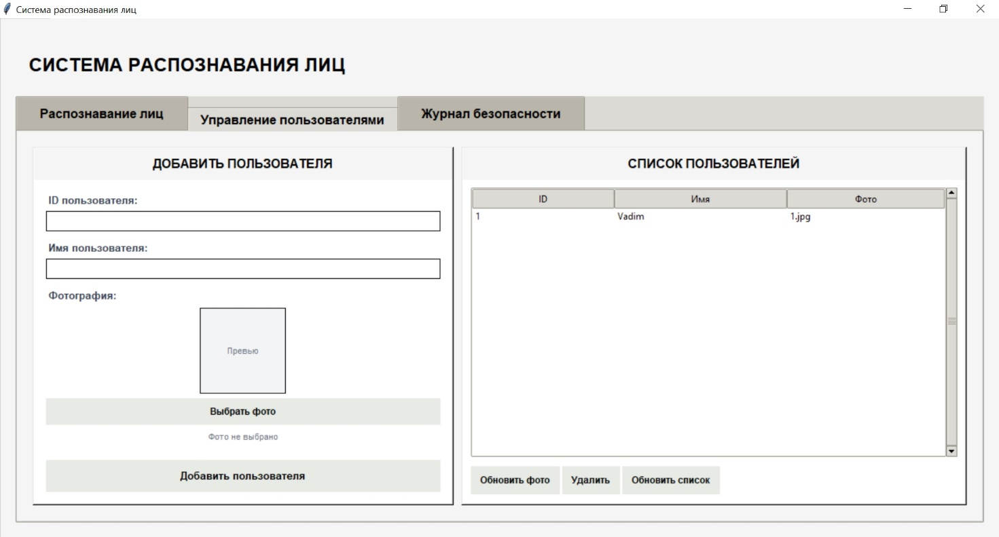 Система распознавания лиц
СИСТЕМА РАСПОЗНАВАНИЯ ЛИЦ
Распознавание лиц
Управление пользователями
Журнал безопасности
ДОБАВИТЬ ПОЛЬЗОВАТЕЛЯ
ID пользователя:
Имя пользователя:
Фотография:
Превью
Выбрать фото
Фото не выбрано
Добавить пользователя
СПИСОК ПОЛЬЗОВАТЕЛЕЙ
ID Имя Фото
1 Vadim 1.jpg
Обновить фото Удалить Обновить список